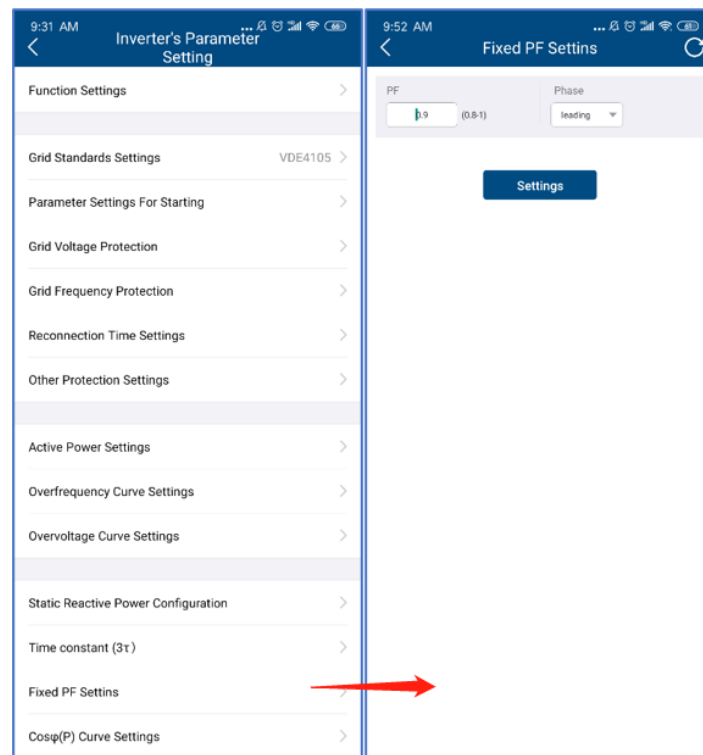 9:31 AM
...
66
Inverter's Parameter
Setting
Function Settings
Grid Standards Settings VDE4105
Parameter Settings For Starting
Grid Voltage Protection
Grid Frequency Protection
Reconnection Time Settings
Other Protection Settings
Active Power Settings
Overfrequency Curve Settings
Overvoltage Curve Settings
Static Reactive Power Configuration
Time constant (3τ)
Fixed PF Settins
Cosφ(P) Curve Settings
9:52 AM
...
Fixed PF Settins
PF Phase
0.9 (0.8-1) leading
Settings